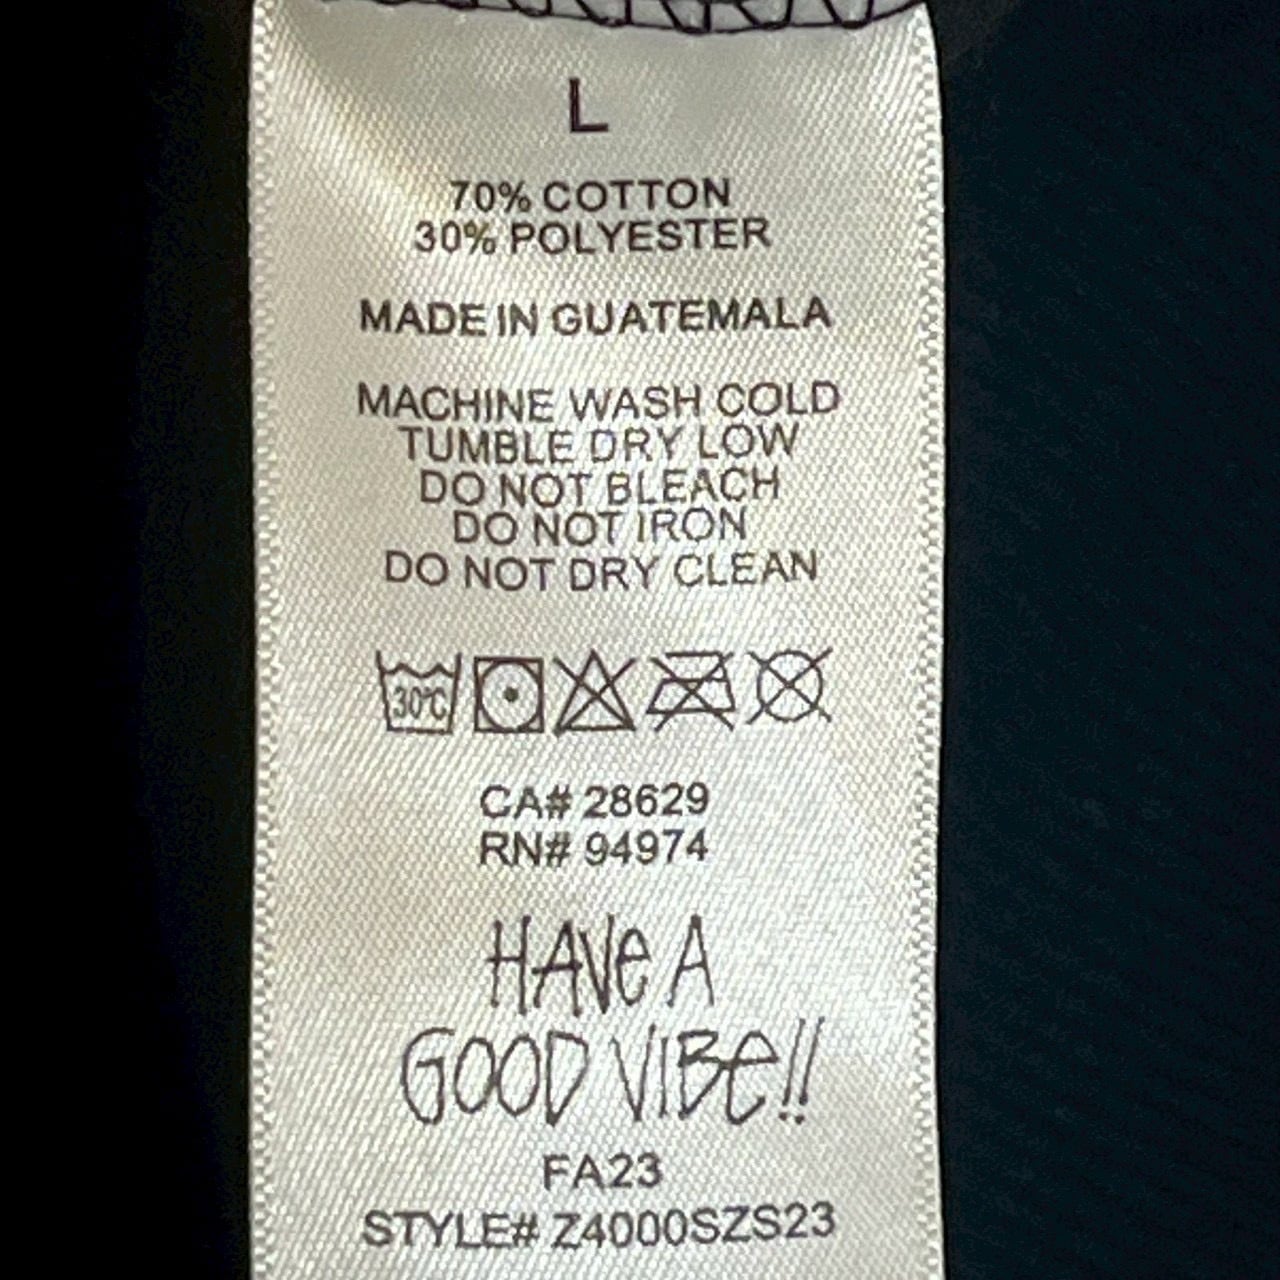 L
70% COTTON
30% POLYESTER
MADE IN GUATEMALA
MACHINE WASH COLD
TUMBLE DRY LOW
DO NOT BLEACH
DO NOT IRON
DO NOT DRY CLEAN
30°C
CA# 28629
RN# 94974
HAVe A
GOOD VIBe!!
FA23
STYLE# Z4000SZS23